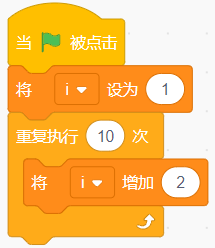 当 被点击
将 i 设为 1
重复执行 10 次
将 i 增加 2